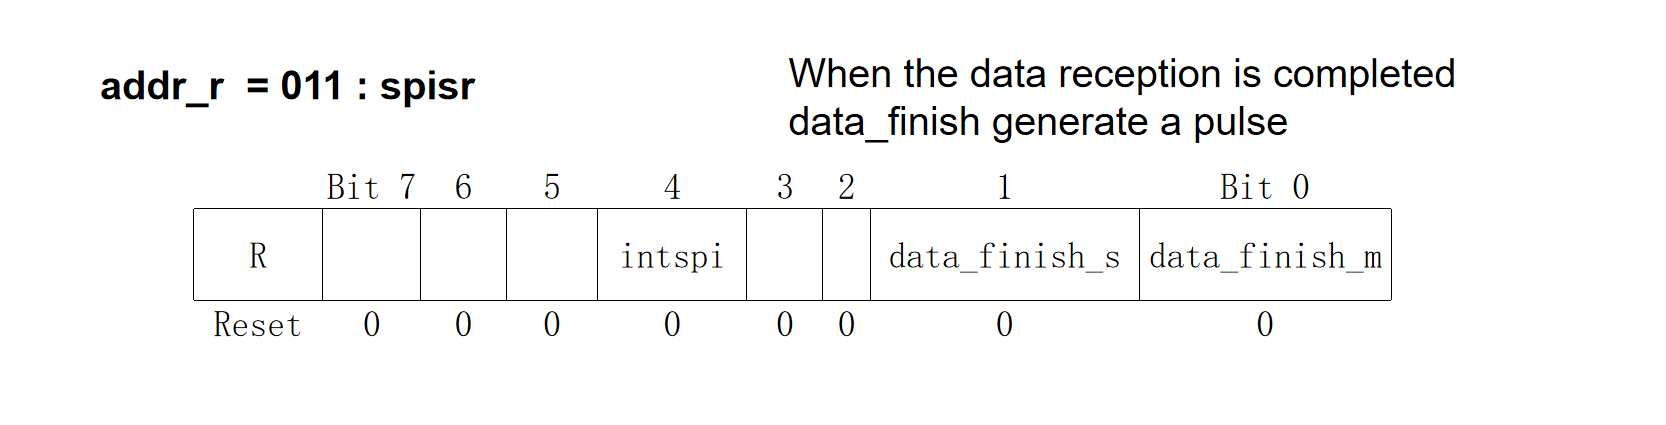 addr_r = 011 : spisr
When the data reception is completed
data_finish generate a pulse
Bit 7 6 5 4 3 2 1 Bit 0
R intspi data_finish_s data_finish_m
Reset 0 0 0 0 0 0 0 0